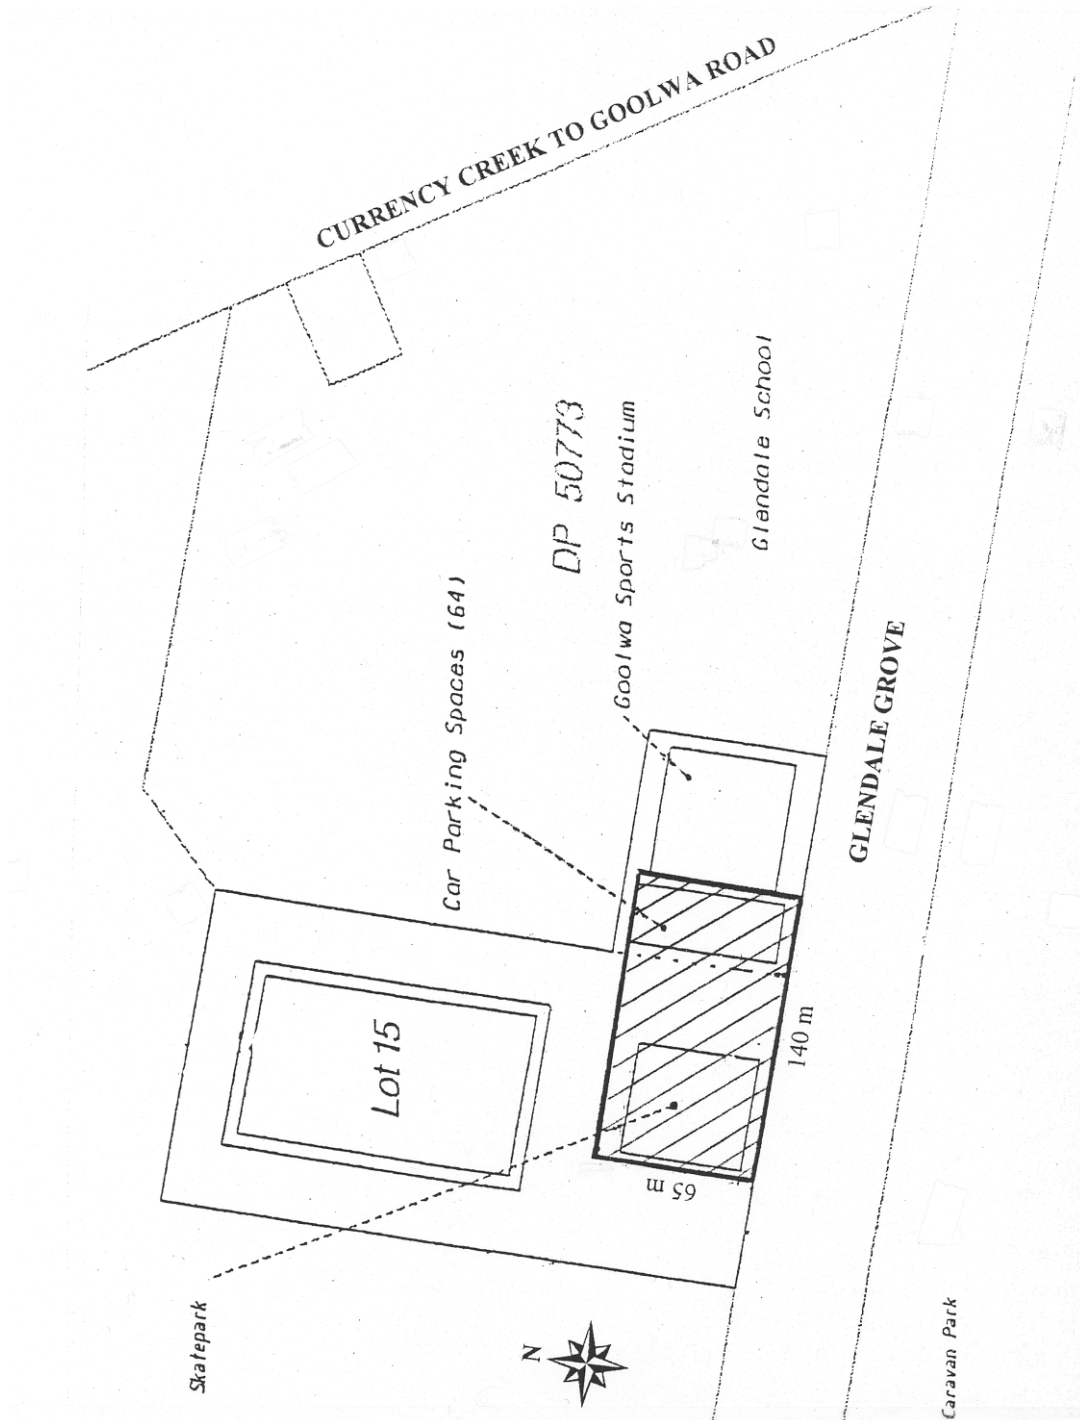 CURRENCY CREEK TO GOOLWA ROAD
DP 50773
Goolwa Sports Stadium
Glendale School
Car Parking Spaces (64)
GLENDALE GROVE
Lot 15
140 m
65 m
Skatepark
N
Caravan Park